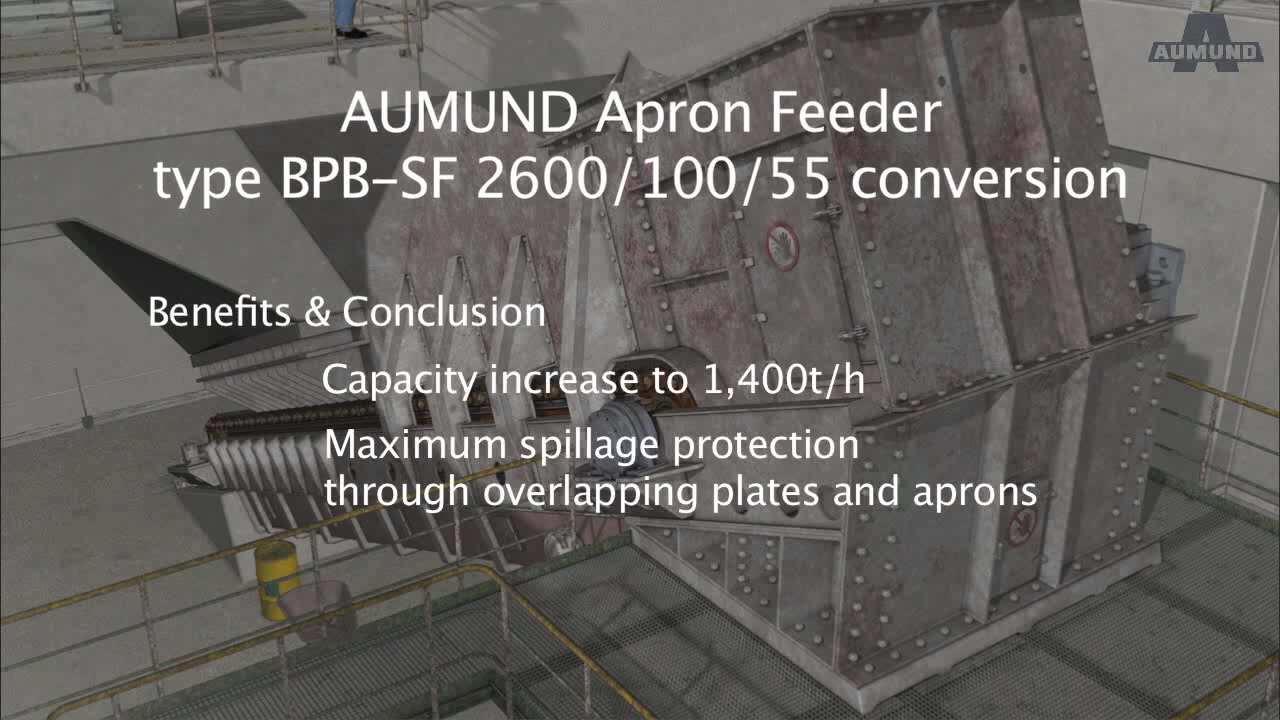 AUMUND
AUMUND Apron Feeder
type BPB-SF 2600/100/55 conversion
Benefits & Conclusion
Capacity increase to 1,400t/h
Maximum spillage protection
through overlapping plates and aprons